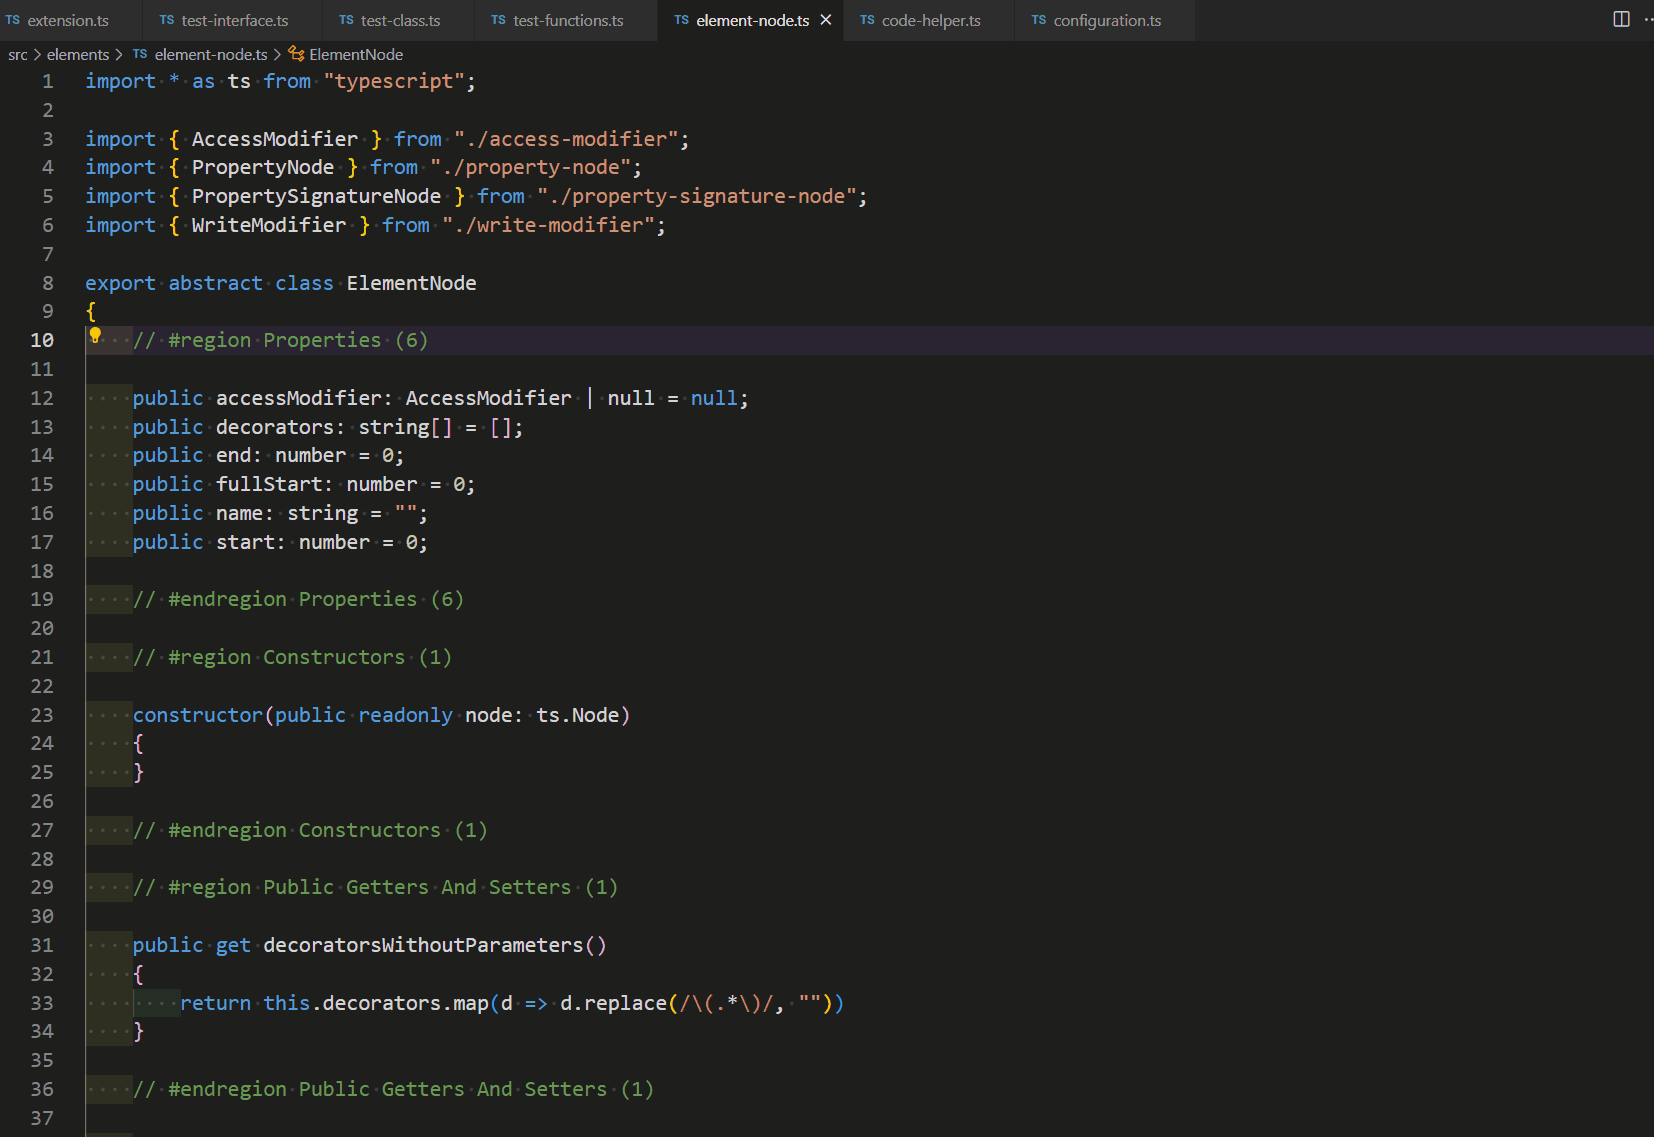 TS extension.ts TS test-interface.ts TS test-class.ts TS test-functions.ts TS element-node.ts TS code-helper.ts TS configuration.ts
src > elements > TS element-node.ts > ElementNode
1 import * as ts from "typescript";
2
3 import { AccessModifier } from "./access-modifier";
4 import { PropertyNode } from "./property-node";
5 import { PropertySignatureNode } from "./property-signature-node";
6 import { WriteModifier } from "./write-modifier";
7
8 export abstract class ElementNode
9 {
10     // #region Properties (6)
11
12     public accessModifier: AccessModifier | null = null;
13     public decorators: string[] = [];
14     public end: number = 0;
15     public fullStart: number = 0;
16     public name: string = "";
17     public start: number = 0;
18
19     // #endregion Properties (6)
20
21     // #region Constructors (1)
22
23     constructor(public readonly node: ts.Node)
24     {
25     }
26
27     // #endregion Constructors (1)
28
29     // #region Public Getters And Setters (1)
30
31     public get decoratorsWithoutParameters()
32     {
33         return this.decorators.map(d => d.replace(/\(.*\)/, ""))
34     }
35
36     // #endregion Public Getters And Setters (1)
37